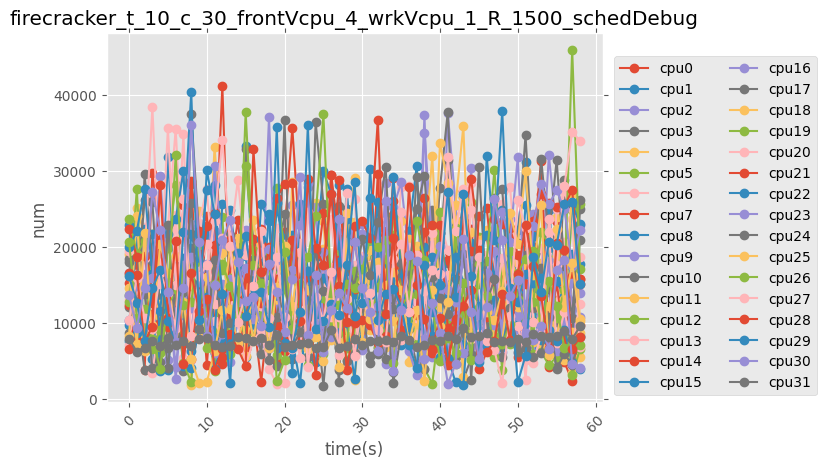 firecracker_t_10_c_30_frontVcpu_4_wrkVcpu_1_R_1500_schedDebug
num
40000
30000
20000
10000
0
0
10
20
30
40
50
60
time(s)
cpu0
cpu1
cpu2
cpu3
cpu4
cpu5
cpu6
cpu7
cpu8
cpu9
cpu10
cpu11
cpu12
cpu13
cpu14
cpu15
cpu16
cpu17
cpu18
cpu19
cpu20
cpu21
cpu22
cpu23
cpu24
cpu25
cpu26
cpu27
cpu28
cpu29
cpu30
cpu31